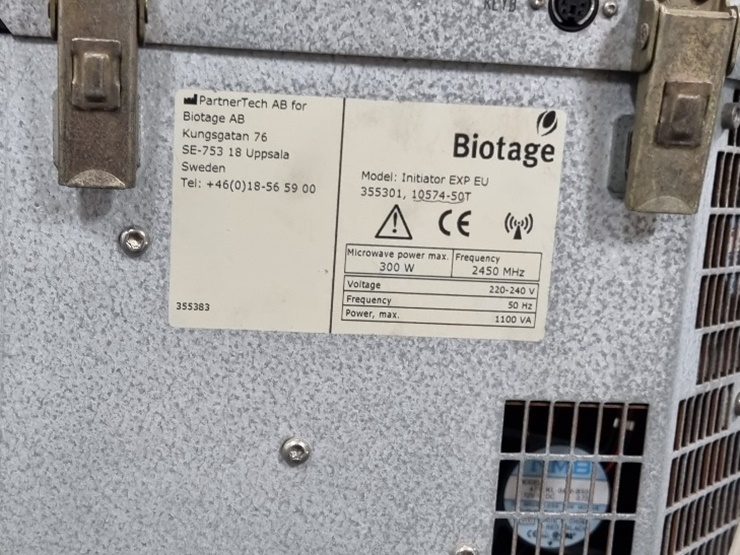 KEYB
PartnerTech AB for
Biotage AB
Kungsgatan 76
SE-753 18 Uppsala
Sweden
Tel: +46(0)18-56 59 00
355383
Biotage
Model: Initiator EXP EU
355301, 10574-50T
CE
Microwave power max.
300 W
Frequency
2450 MHz
Voltage 220-240 V
Frequency 50 Hz
Power, max. 1100 VA
NMB